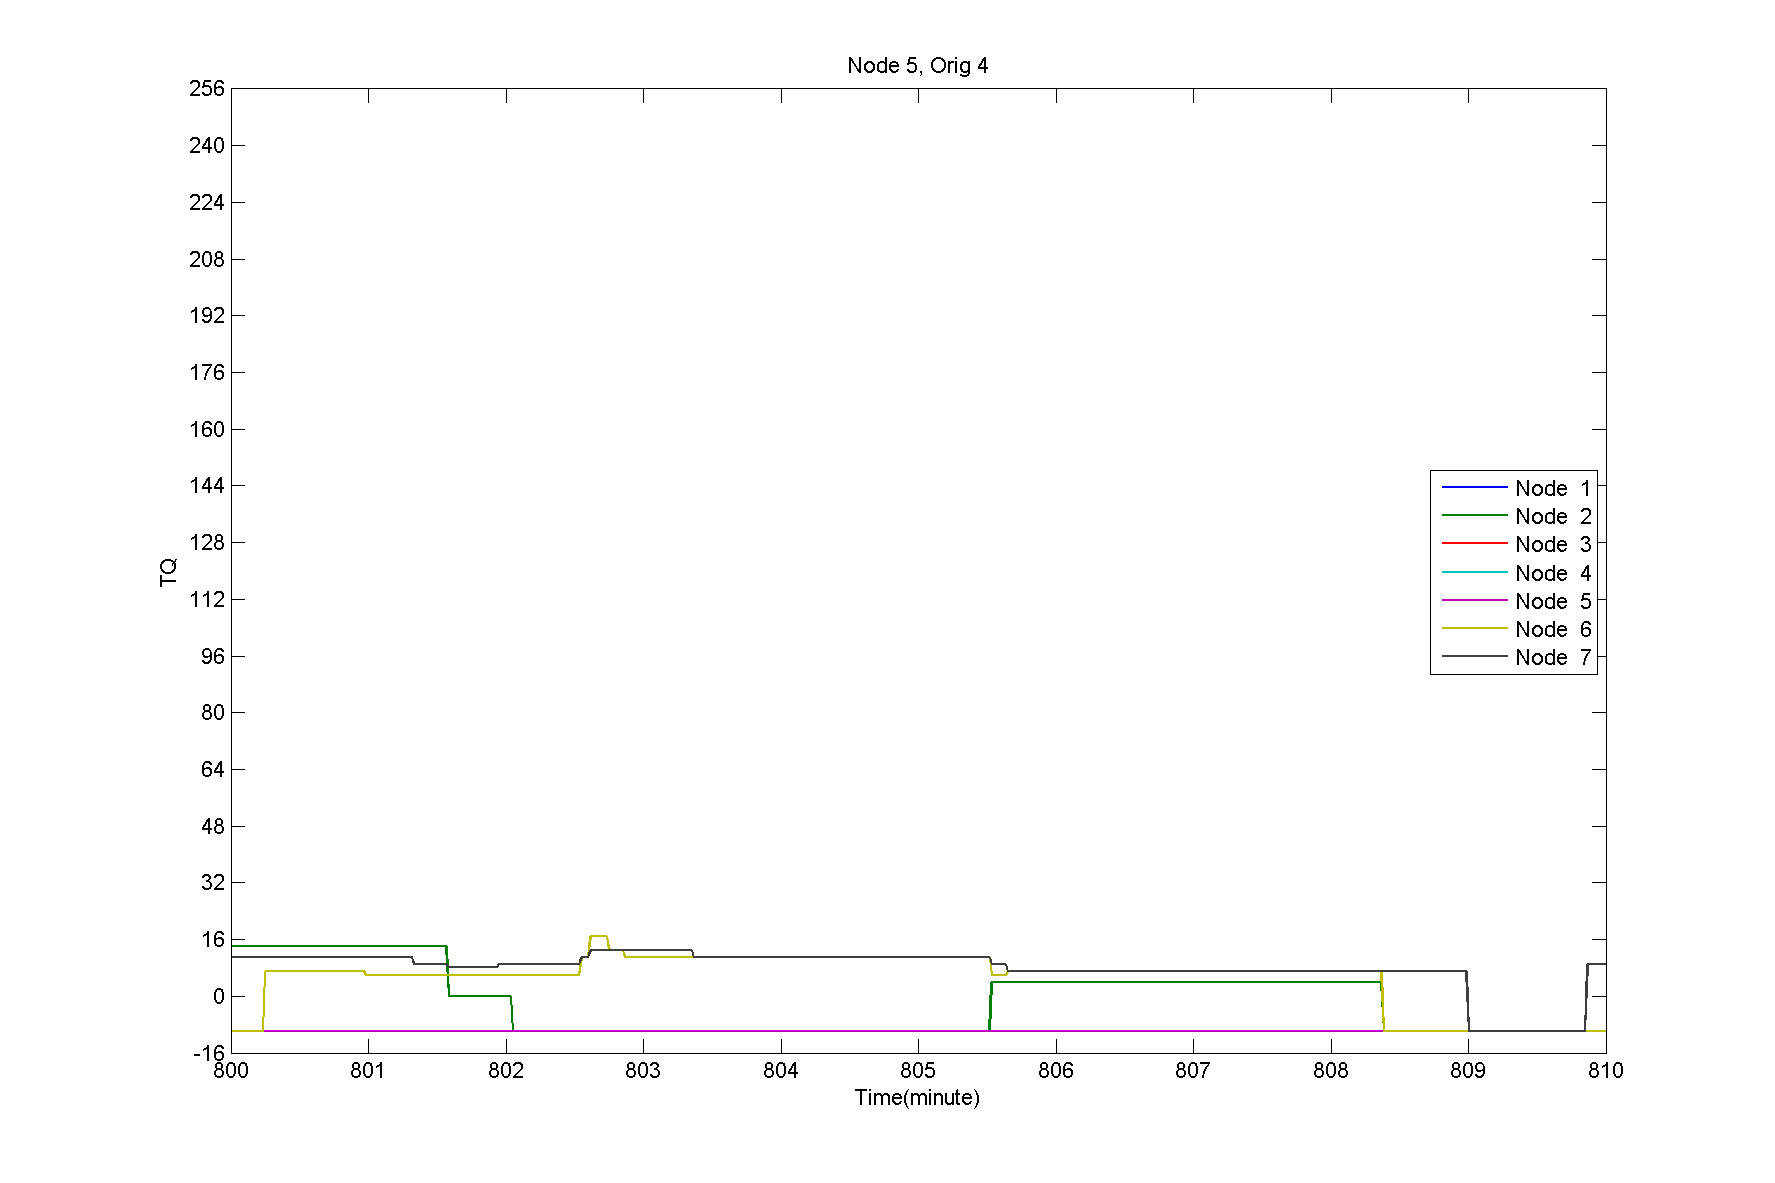 Node 5, Orig 4
256
240
224
208
192
176
160
144
128
112
96
80
64
48
32
16
0
-16
TQ
Node 1
Node 2
Node 3
Node 4
Node 5
Node 6
Node 7
800 801 802 803 804 805 806 807 808 809 810
Time(minute)